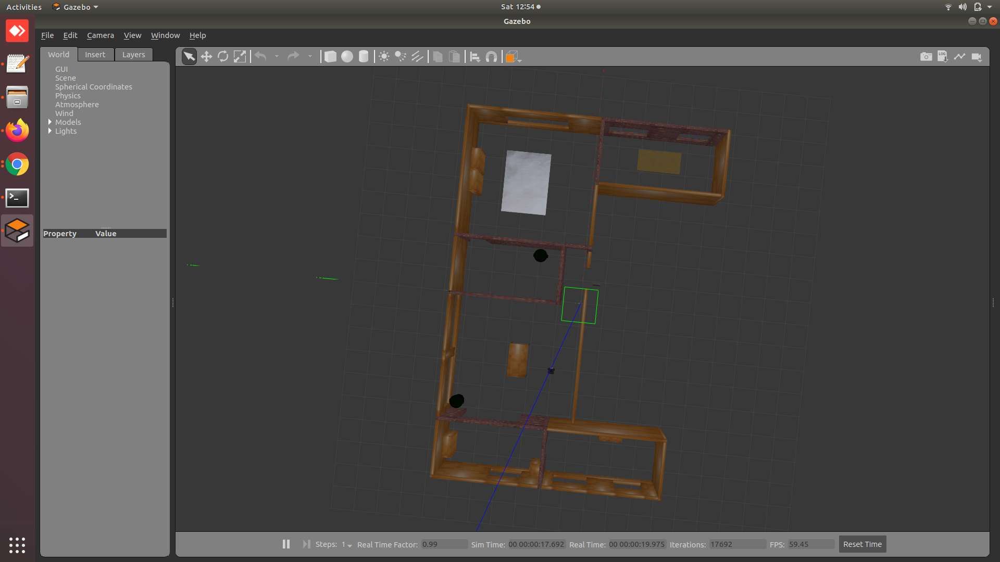 Activities Gazebo Sat 12:54
Gazebo
File Edit Camera View Window Help
World Insert Layers
GUI
Scene
Spherical Coordinates
Physics
Atmosphere
Wind
Models
Lights
Property Value
LOG
Steps: 1 Real Time Factor: 0.99 Sim Time: 00 00:00:17.692 Real Time: 00 00:00:19.975 Iterations: 17692 FPS: 59.45 Reset Time